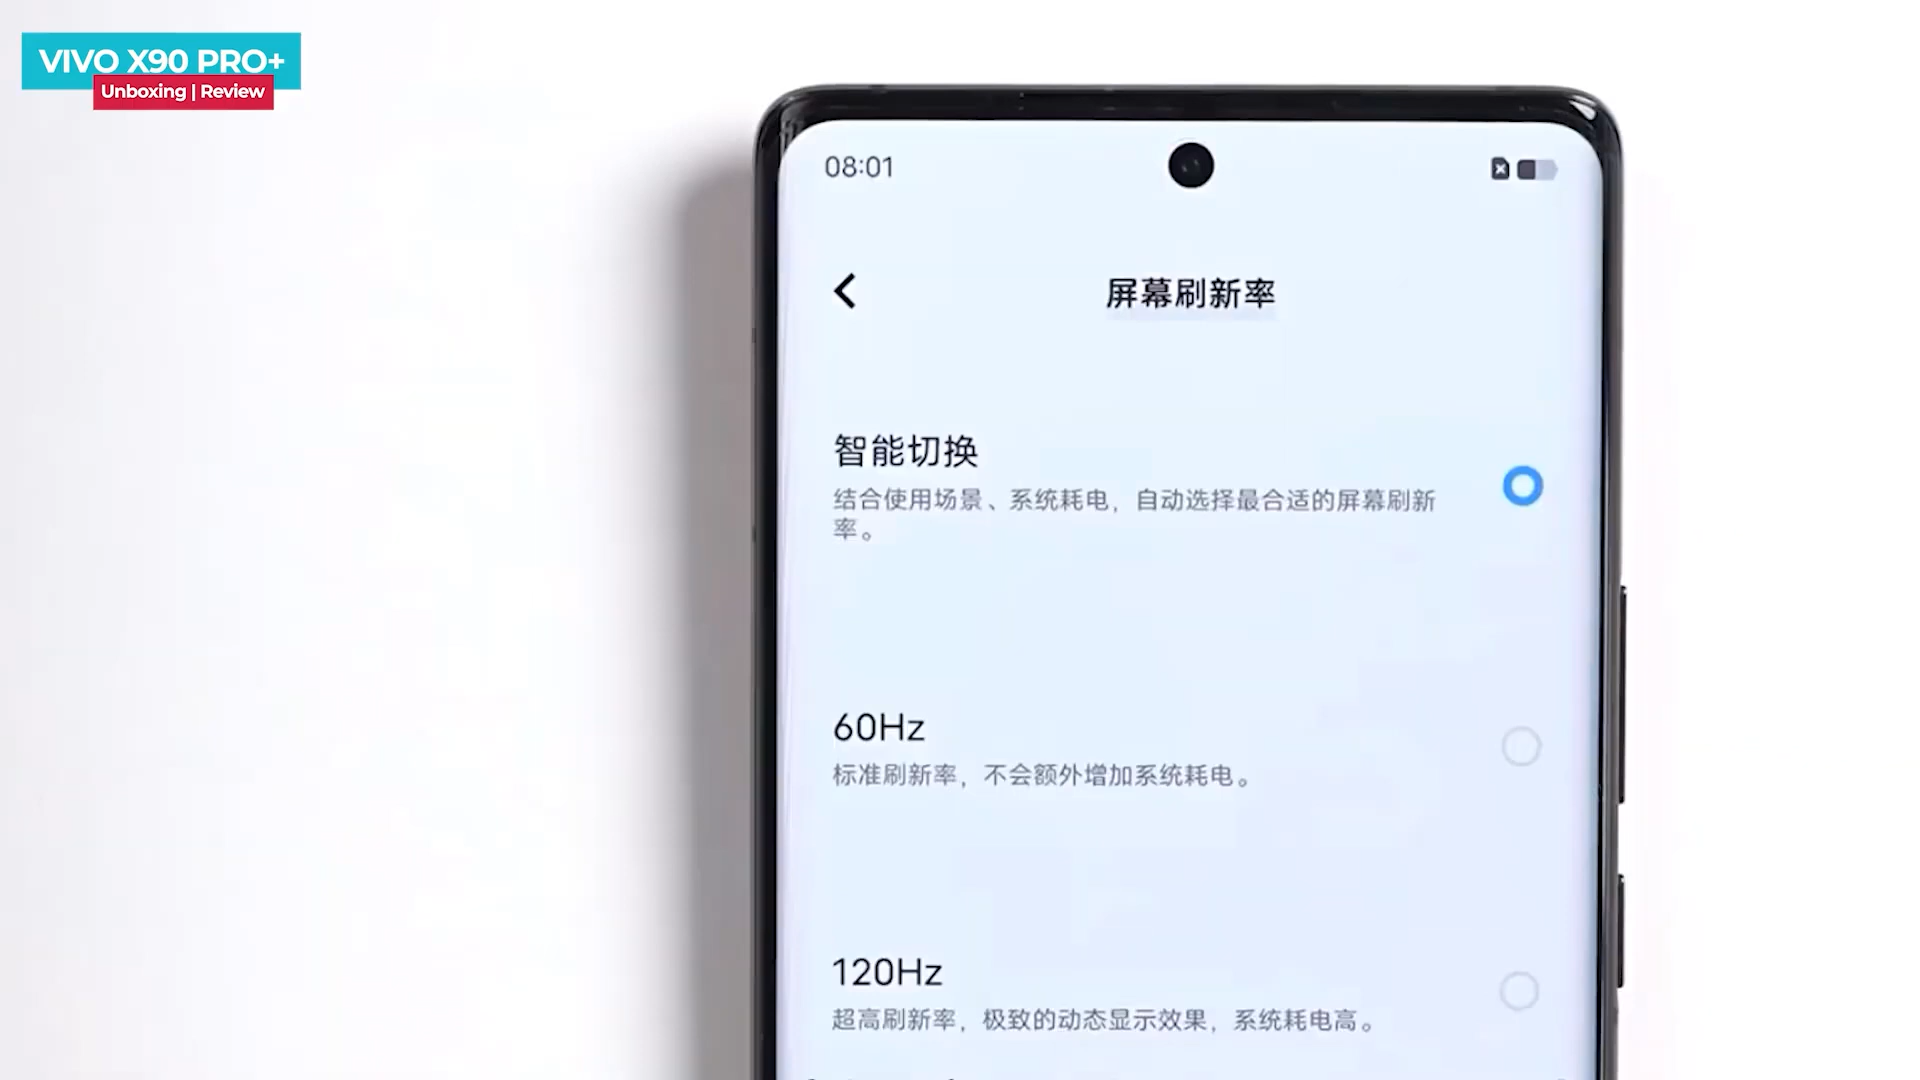 VIVO X90 PRO+
Unboxing | Review
08:01
屏幕刷新率
智能切换
结合使用场景、系统耗电，自动选择最合适的屏幕刷新
率。
60Hz
标准刷新率，不会额外增加系统耗电。
120Hz
超高刷新率，极致的动态显示效果，系统耗电高。